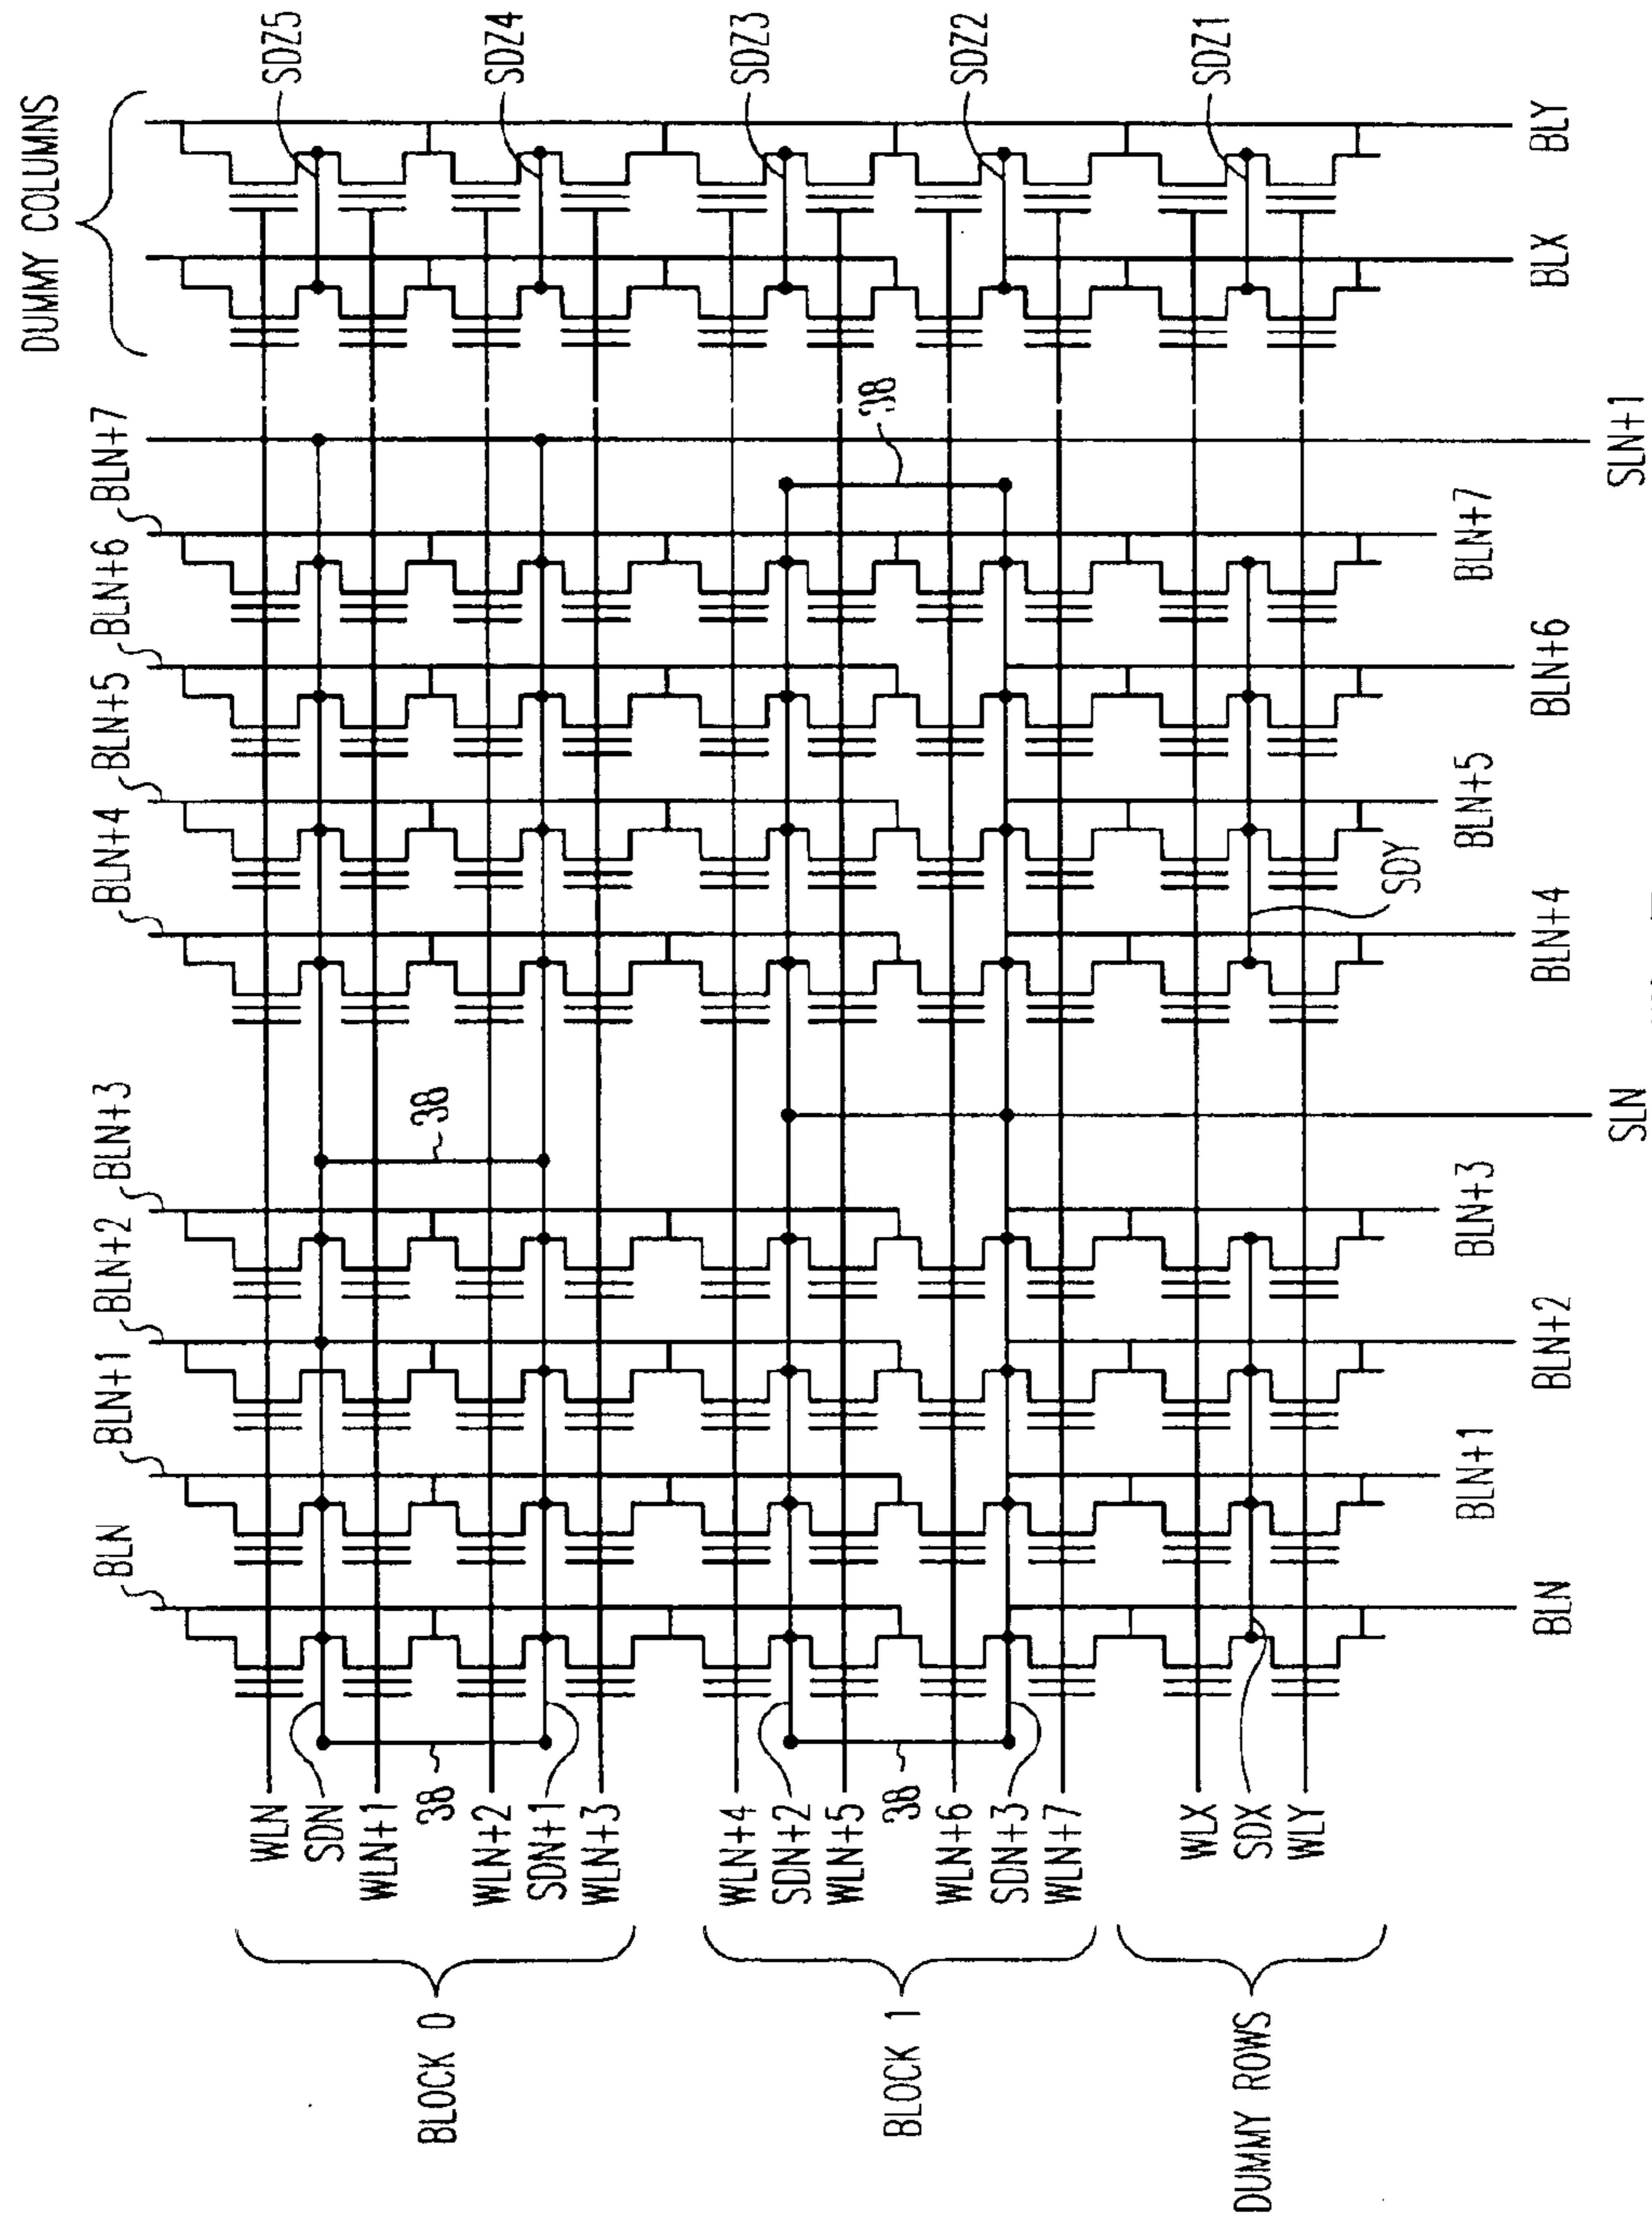 DUMMY COLUMNS
BLN
BLN+1
BLN+2
BLN+3
BLN+4
BLN+5
BLN+6
BLN+7
SDZ5
SDZ4
SDZ3
SDZ2
SDZ1
BLOCK 0
WLN
SDN
WLN+1
38
WLN+2
SDN+1
WLN+3
38
BLOCK 1
WLN+4
SDN+2
WLN+5
38
WLN+6
SDN+3
WLN+7
38
DUMMY ROWS
WLX
SDX
WLY
SDY
BLN
BLN+1
BLN+2
BLN+3
SLN
BLN+4
BLN+5
BLN+6
BLN+7
SLN+1
BLX
BLY